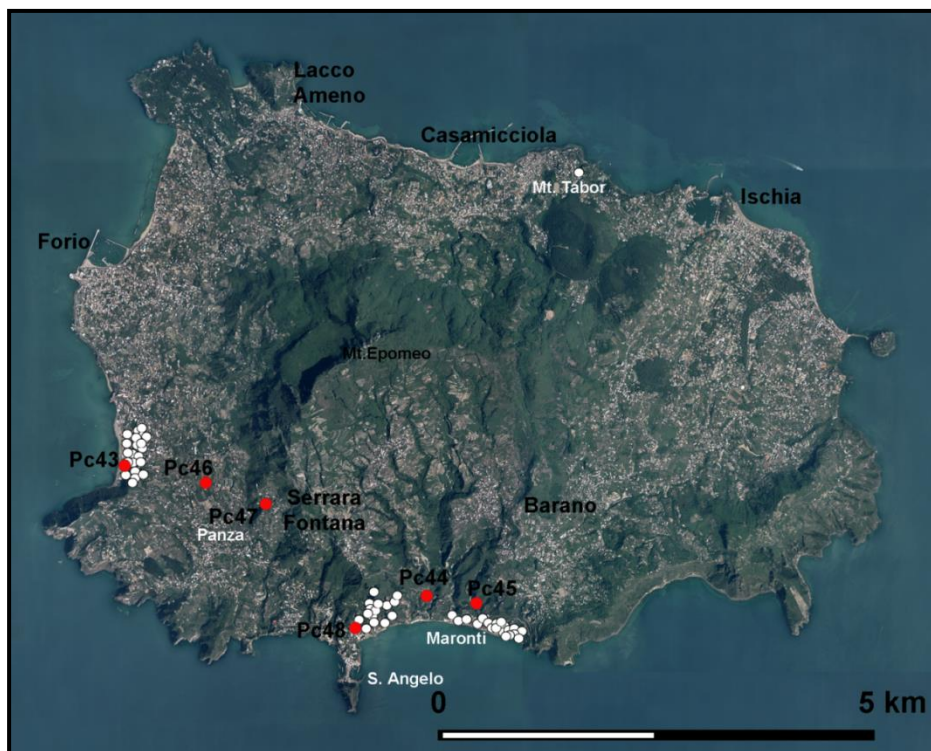 Lacco
Ameno
Casamicciola
Mt. Tabor
Ischia
Forio
Mt.Epomeo
Pc43
Pc46
Pc47
Serrara
Fontana
Panza
Barano
Pc44
Pc45
Pc48
Maronti
S. Angelo
0
5 km